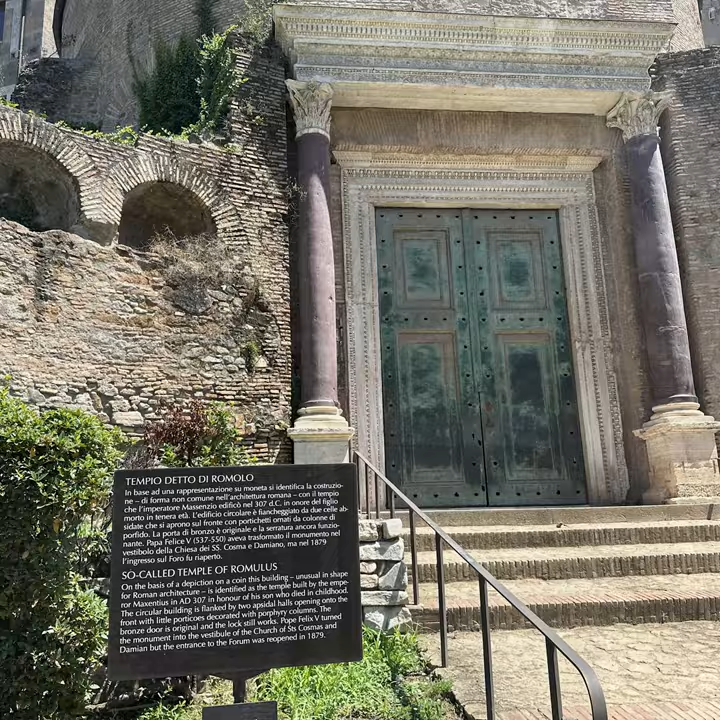 TEMPIO DETTO DI ROMOLO
In base ad una rappresentazione su moneta si identifica la costruzio-
ne – di forma non comune nell'architettura romana – con il tempio
che l'imperatore Massenzio edificò nel 307 d.C. in onore del figlio
morto in tenera età. L'edificio circolare è fiancheggiato da due celle ab-
sidate che si aprono sul fronte con portichetti ornati da colonne di
porfido. La porta di bronzo è originale e la serratura ancora funzio-
nante. Papa Felice V (537-550) aveva trasformato il monumento nel
vestibolo della Chiesa dei SS. Cosma e Damiano, ma nel 1879
l'ingresso sul Foro fu riaperto.
SO-CALLED TEMPLE OF ROMULUS
On the basis of a depiction on a coin this building – unusual in shape
for Roman architecture – is identified as the temple built by the empe-
ror Maxentius in AD 307 in honour of his son who died in childhood.
The circular building is flanked by two apsidal halls opening onto the
front with little porticoes decorated with porphyry columns. The
bronze door is original and the lock still works. Pope Felix V turned
the monument into the vestibule of the Church of Sts Cosmas and
Damian but the entrance to the Forum was reopened in 1879.